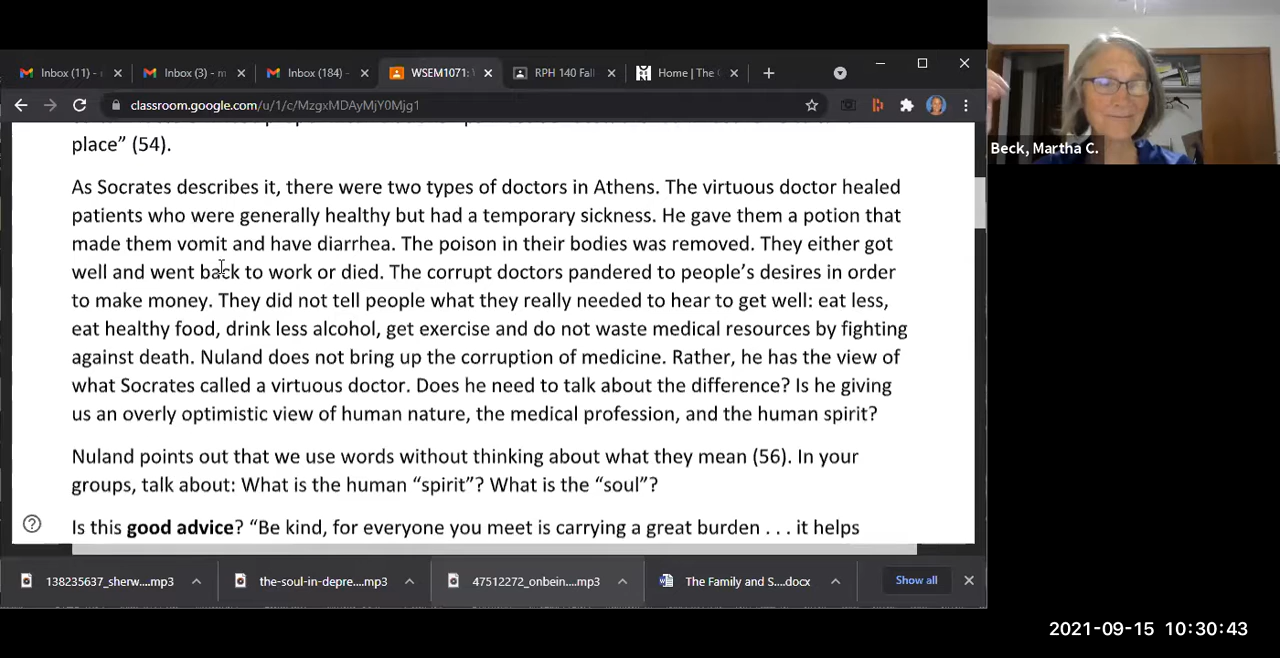 Inbox (11) -
Inbox (3) - m
Inbox (184) -
WSEM1071:
RPH 140 Fall
Home | The
classroom.google.com/u/1/c/MzgxMDAyMjY0Mjg1
Beck, Martha C.
place” (54).
As Socrates describes it, there were two types of doctors in Athens. The virtuous doctor healed
patients who were generally healthy but had a temporary sickness. He gave them a potion that
made them vomit and have diarrhea. The poison in their bodies was removed. They either got
well and went back to work or died. The corrupt doctors pandered to people’s desires in order
to make money. They did not tell people what they really needed to hear to get well: eat less,
eat healthy food, drink less alcohol, get exercise and do not waste medical resources by fighting
against death. Nuland does not bring up the corruption of medicine. Rather, he has the view of
what Socrates called a virtuous doctor. Does he need to talk about the difference? Is he giving
us an overly optimistic view of human nature, the medical profession, and the human spirit?
Nuland points out that we use words without thinking about what they mean (56). In your
groups, talk about: What is the human “spirit”? What is the “soul”?
Is this good advice? “Be kind, for everyone you meet is carrying a great burden . . . it helps
138235637_sherw....mp3
the-soul-in-depre....mp3
47512272_onbein....mp3
The Family and S....docx
Show all
2021-09-15 10:30:43